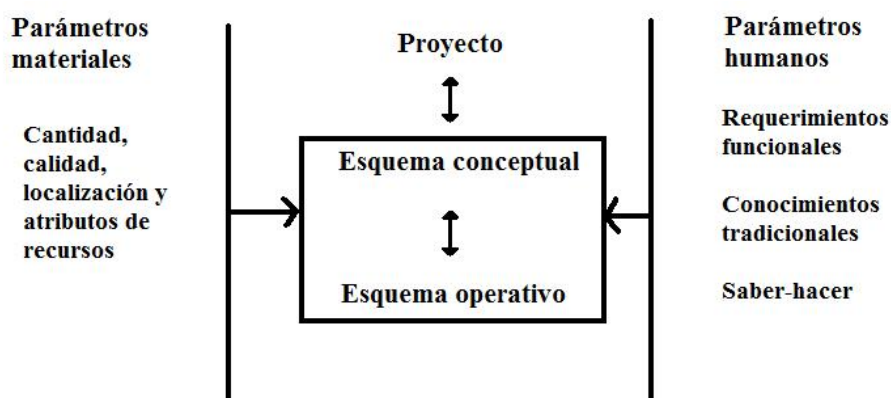 Parámetros
materiales
Cantidad,
calidad,
localización y
atributos de
recursos
Proyecto
Esquema conceptual
Esquema operativo
Parámetros
humanos
Requerimientos
funcionales
Conocimientos
tradicionales
Saber-hacer